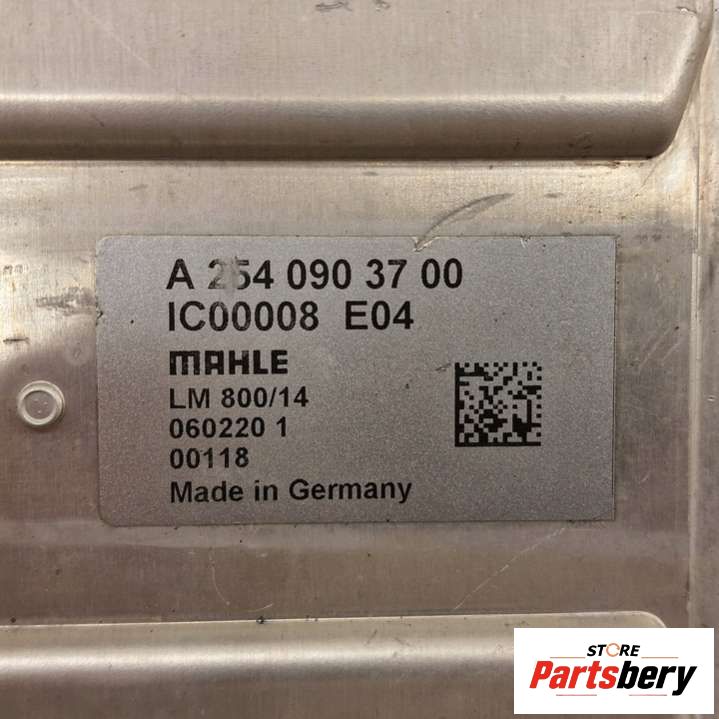 A 254 090 37 00
IC00008 E04
MAHLE
LM 800/14
060220 1
00118
Made in Germany
STORE
Partsbery